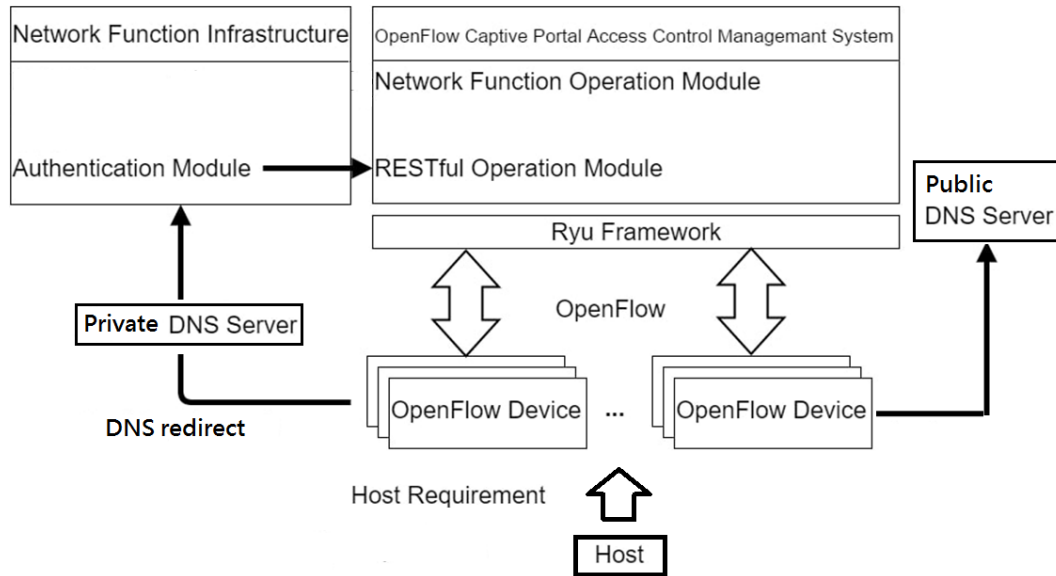 Network Function Infrastructure
OpenFlow Captive Portal Access Control Managemant System
Network Function Operation Module
Authentication Module
RESTful Operation Module
Public
DNS Server
Ryu Framework
OpenFlow
Private DNS Server
OpenFlow Device
...
OpenFlow Device
DNS redirect
Host Requirement
Host